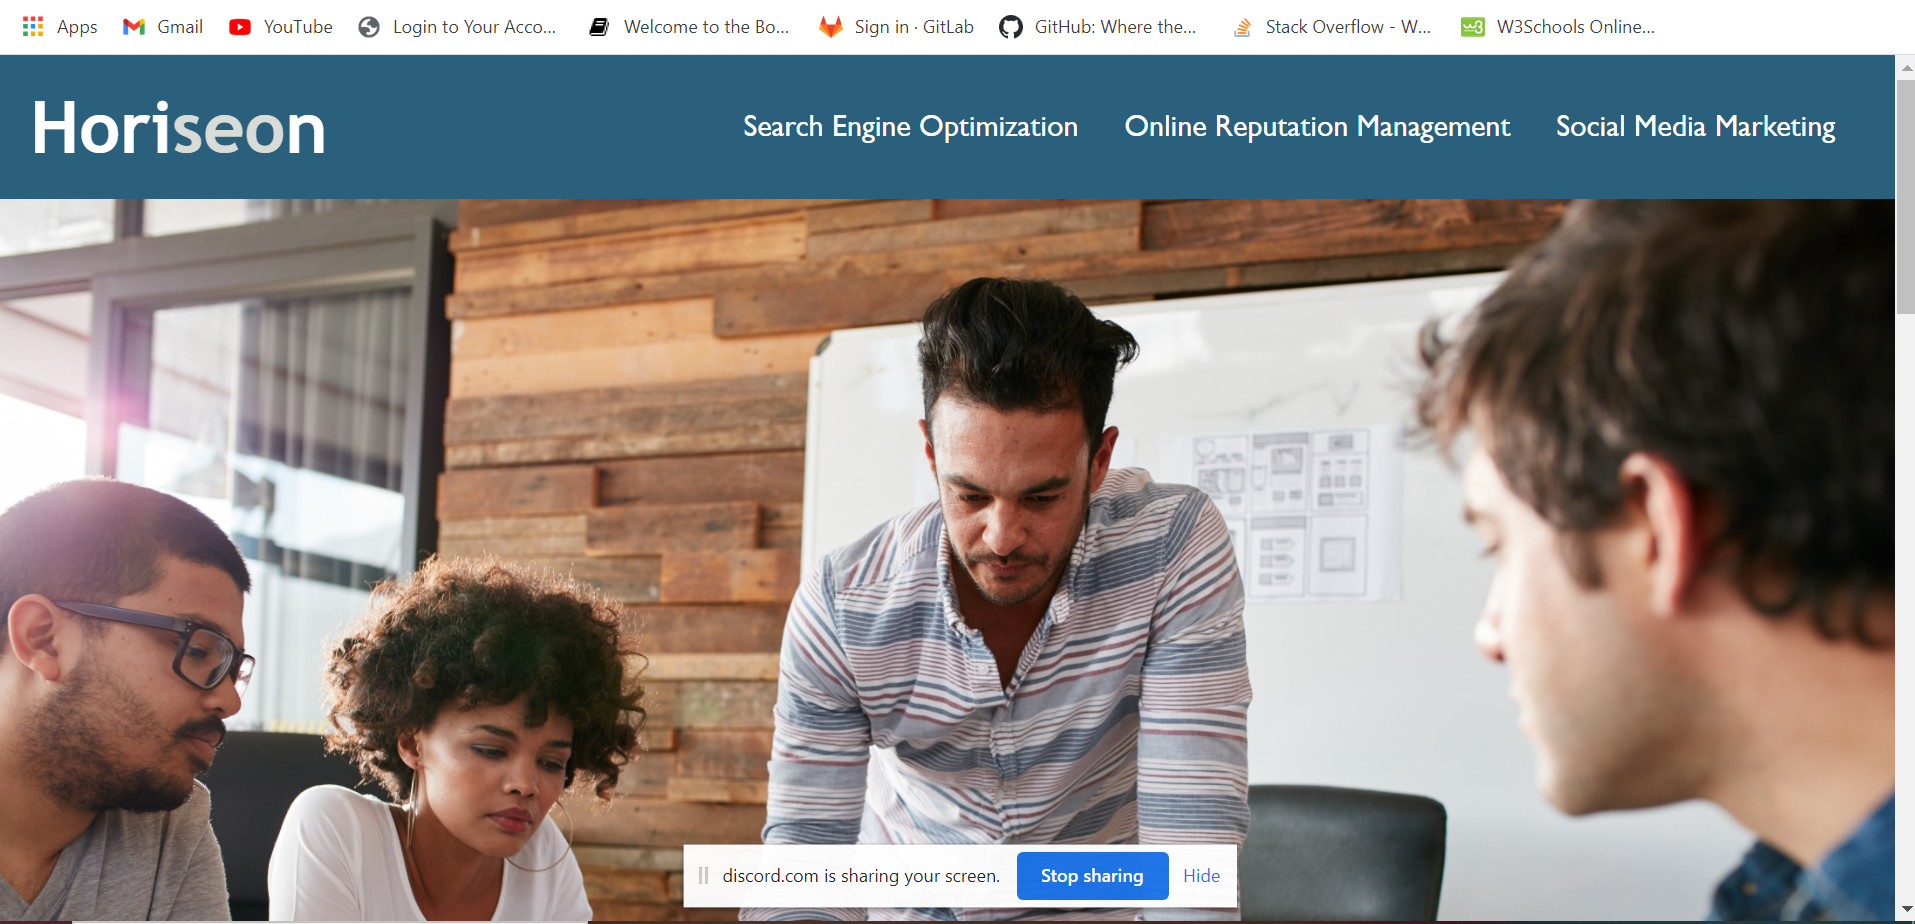 Apps Gmail YouTube Login to Your Acco... Welcome to the Bo... Sign in · GitLab GitHub: Where the... Stack Overflow - W... W3Schools Online...
Horiseon Search Engine Optimization Online Reputation Management Social Media Marketing
discord.com is sharing your screen. Stop sharing Hide